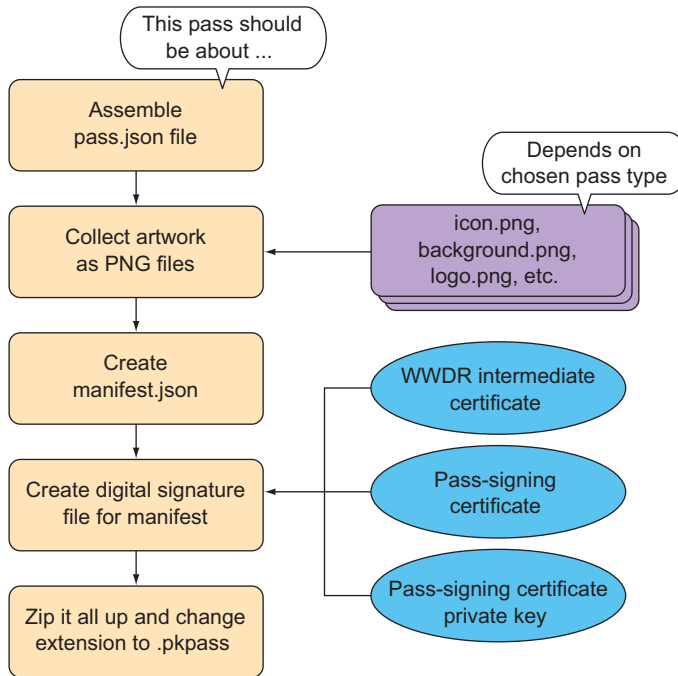 This pass should
be about ...
Assemble
pass.json file
Depends on
chosen pass type
Collect artwork
as PNG files
icon.png,
background.png,
logo.png, etc.
Create
manifest.json
WWDR intermediate
certificate
Create digital signature
file for manifest
Pass-signing
certificate
Zip it all up and change
extension to .pkpass
Pass-signing certificate
private key